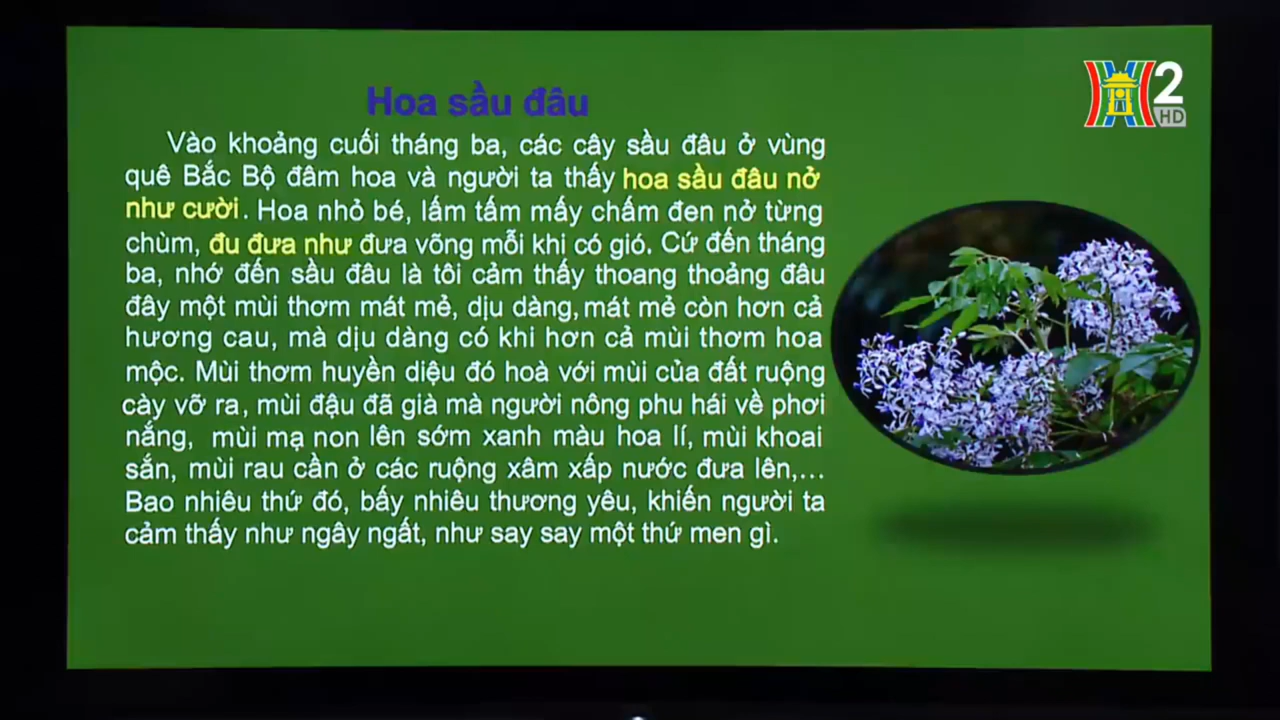 Hoa sầu đâu
2
HD
Vào khoảng cuối tháng ba, các cây sầu đâu ở vùng
quê Bắc Bộ đâm hoa và người ta thấy hoa sầu đâu nở
như cười. Hoa nhỏ bé, lấm tấm mấy chấm đen nở từng
chùm, đu đưa như đưa võng mỗi khi có gió. Cứ đến tháng
ba, nhớ đến sầu đâu là tôi cảm thấy thoang thoảng đâu
đây một mùi thơm mát mẻ, dịu dàng, mát mẻ còn hơn cả
hương cau, mà dịu dàng có khi hơn cả mùi thơm hoa
mộc. Mùi thơm huyền diệu đó hoà với mùi của đất ruộng
cày vỡ ra, mùi đậu đã già mà người nông phu hái về phơi
nắng, mùi mạ non lên sớm xanh màu hoa lí, mùi khoai
sắn, mùi rau cần ở các ruộng xâm xấp nước đưa lên,...
Bao nhiêu thứ đó, bấy nhiêu thương yêu, khiến người ta
cảm thấy như ngây ngất, như say say một thứ men gì.